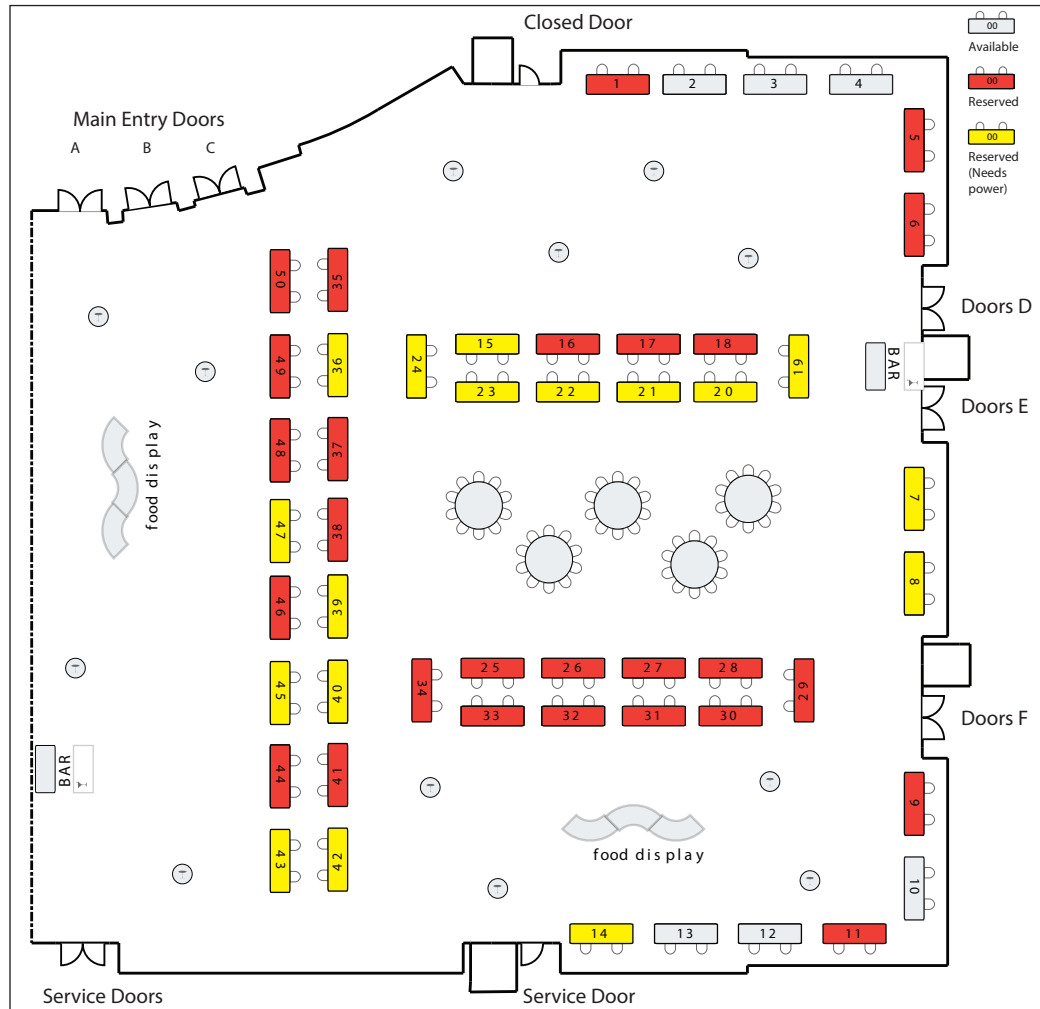 Closed Door
00
Available
00
Reserved
00
Reserved
(Needs
power)
Main Entry Doors
A
B
C
1
2
3
4
5
6
Doors D
BAR
Doors E
50
35
49
36
24
15
16
17
18
19
23
22
21
20
48
37
food display
47
38
7
46
39
8
45
40
34
25
26
27
28
29
33
32
31
30
Doors F
BAR
44
41
9
food display
43
42
10
14
13
12
11
Service Doors
Service Door